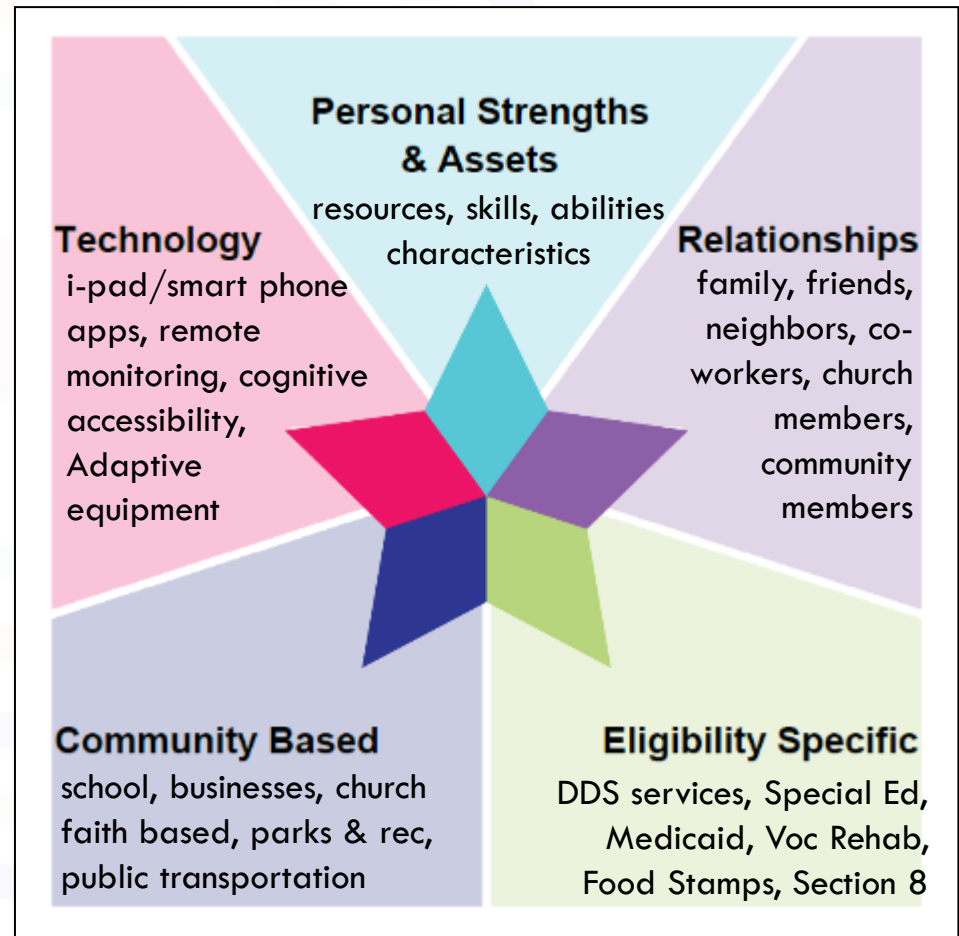 Personal Strengths
& Assets
resources, skills, abilities
characteristics
Technology
i-pad/smart phone
apps, remote
monitoring, cognitive
accessibility,
Adaptive
equipment
Relationships
family, friends,
neighbors, co-
workers, church
members,
community
members
Community Based
school, businesses, church
faith based, parks & rec,
public transportation
Eligibility Specific
DDS services, Special Ed,
Medicaid, Voc Rehab,
Food Stamps, Section 8